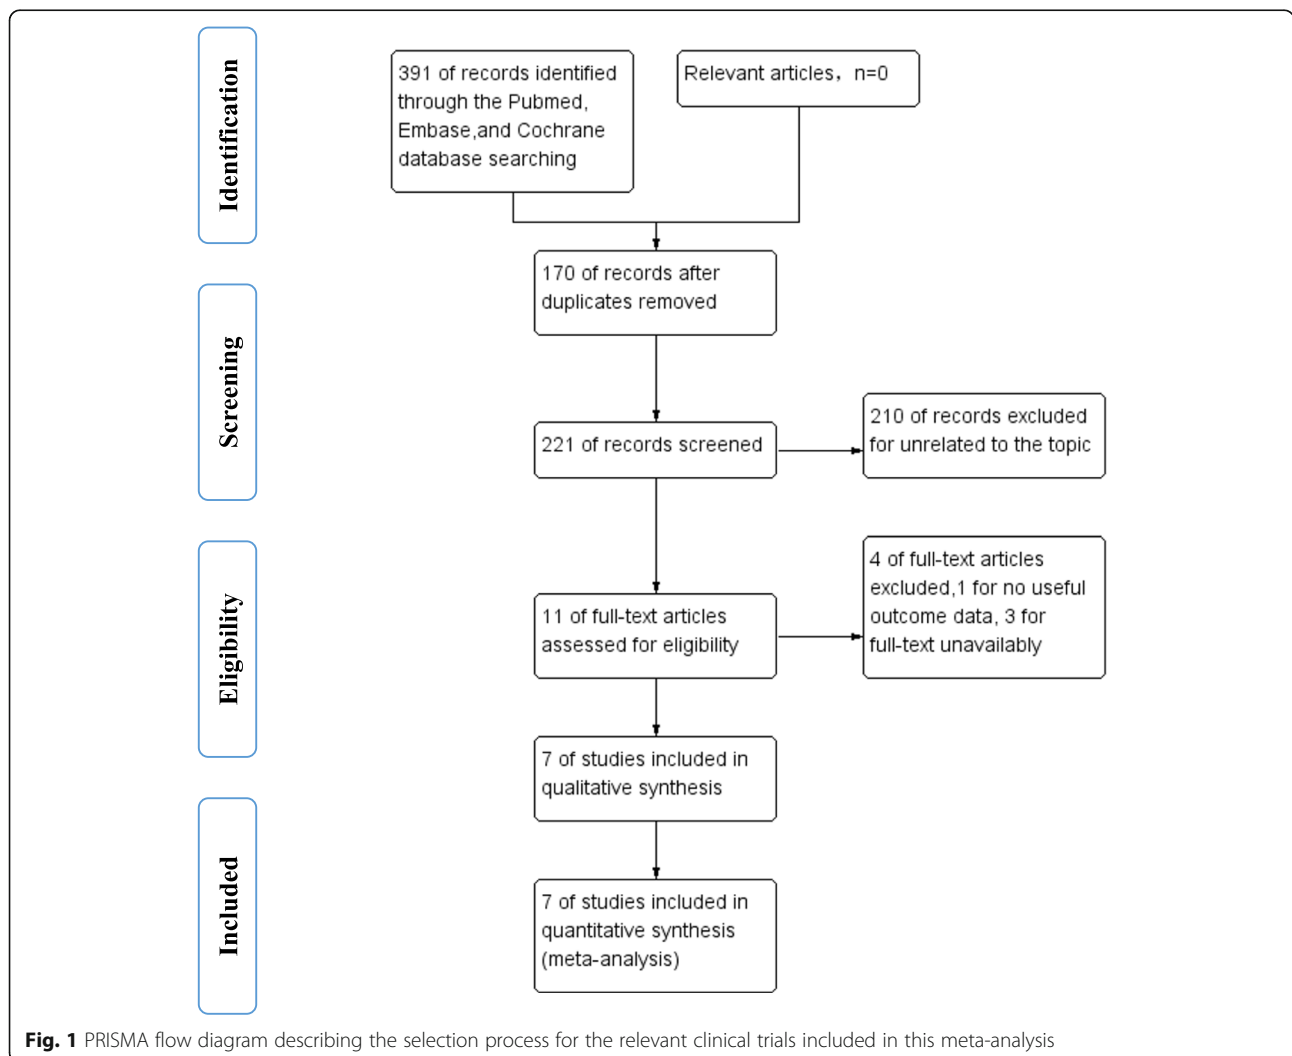 Identification
391 of records identified
through the Pubmed,
Embase,and Cochrane
database searching
Relevant articles, n=0
170 of records after
duplicates removed
Screening
221 of records screened
210 of records excluded
for unrelated to the topic
Eligibility
11 of full-text articles
assessed for eligibility
4 of full-text articles
excluded,1 for no useful
outcome data, 3 for
full-text unavailably
7 of studies included in
qualitative synthesis
Included
7 of studies included in
quantitative synthesis
(meta-analysis)
Fig. 1 PRISMA flow diagram describing the selection process for the relevant clinical trials included in this meta-analysis